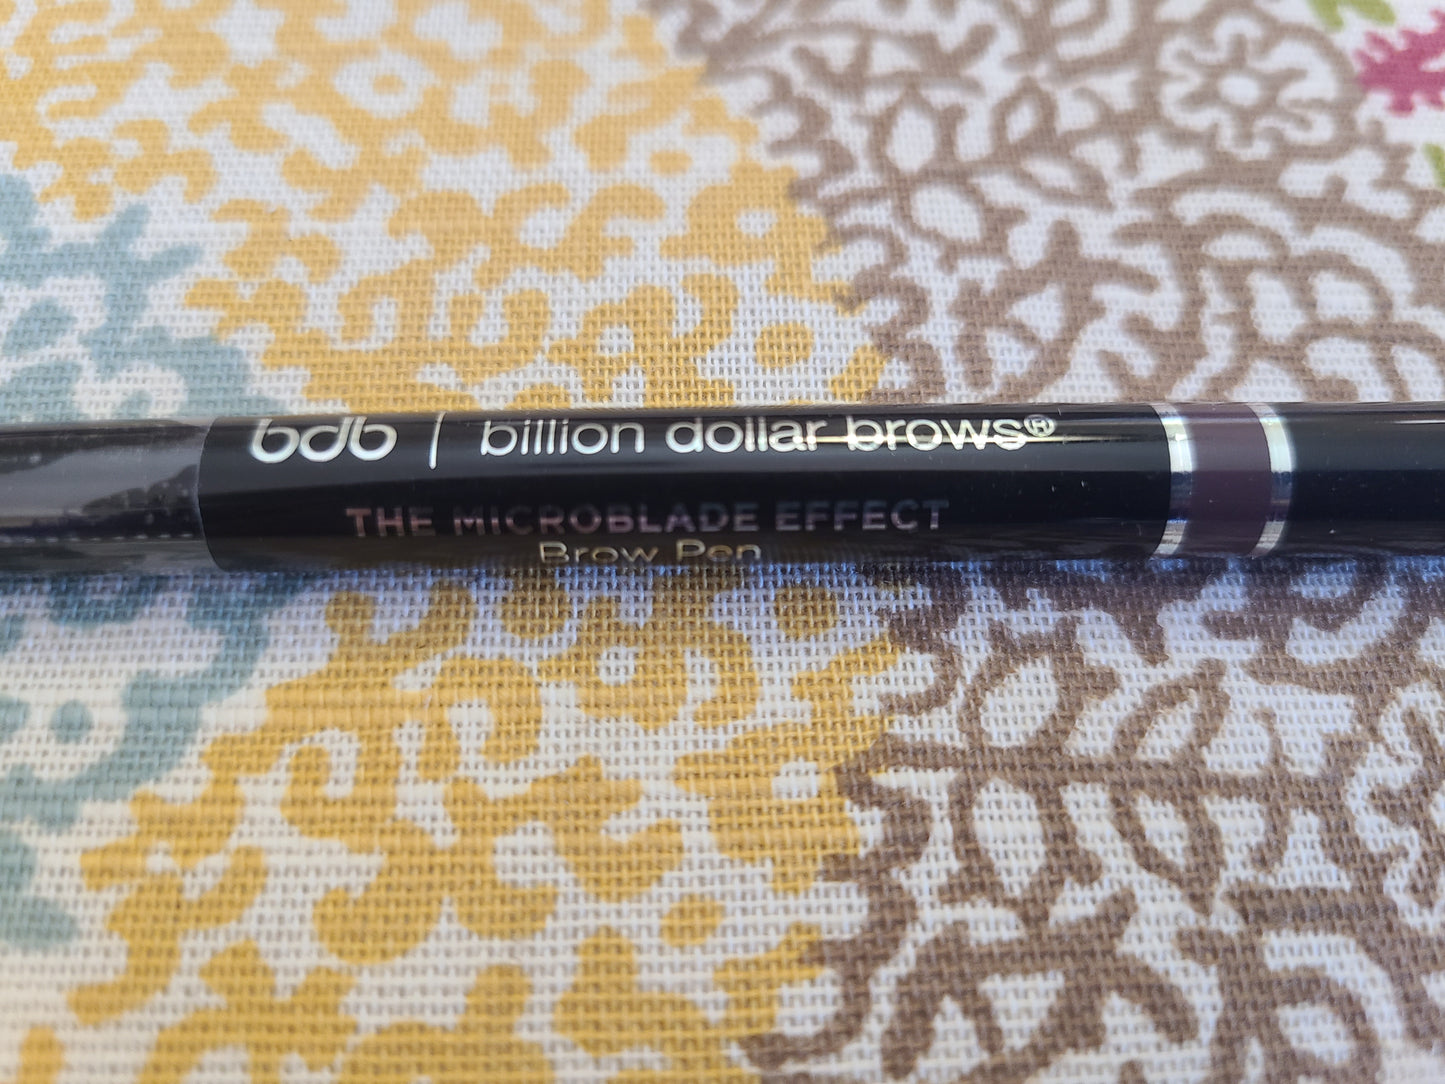 bdb | billion dollar brows®
THE MICROBLADE EFFECT
Brow Pen